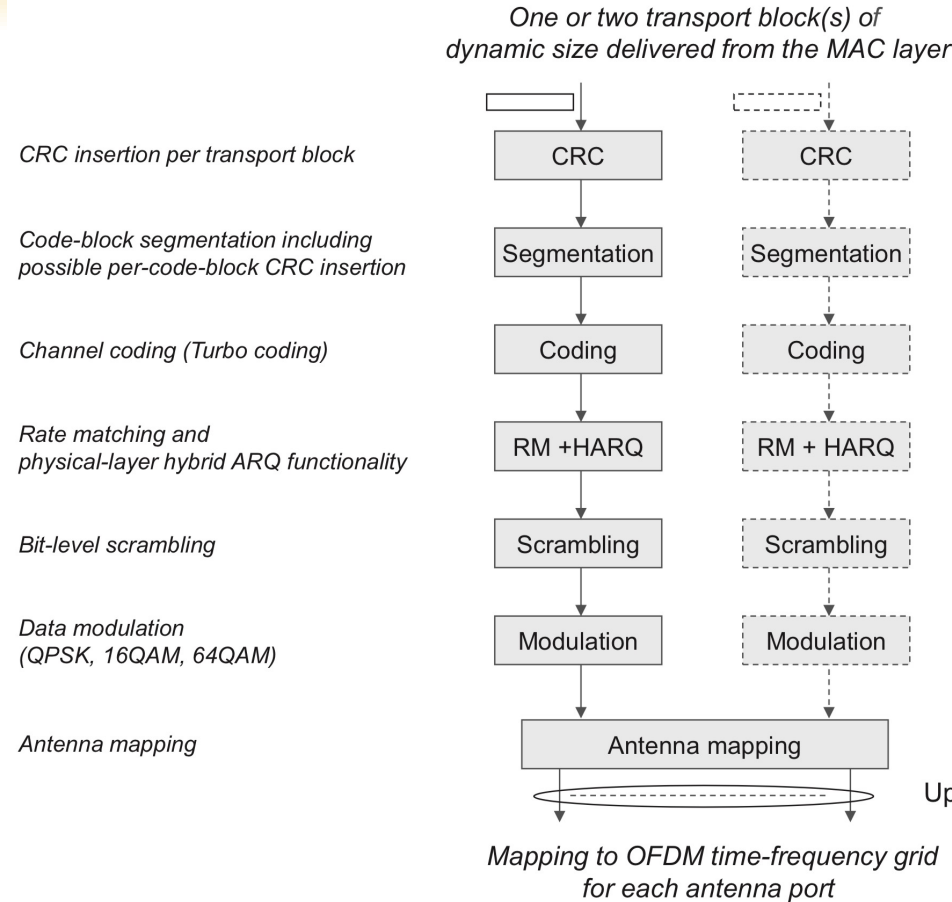 One or two transport block(s) of
dynamic size delivered from the MAC layer
CRC insertion per transport block
CRC
CRC
Code-block segmentation including
possible per-code-block CRC insertion
Segmentation
Segmentation
Channel coding (Turbo coding)
Coding
Coding
Rate matching and
physical-layer hybrid ARQ functionality
RM +HARQ
RM + HARQ
Bit-level scrambling
Scrambling
Scrambling
Data modulation
(QPSK, 16QAM, 64QAM)
Modulation
Modulation
Antenna mapping
Antenna mapping
Up
Mapping to OFDM time-frequency grid
for each antenna port